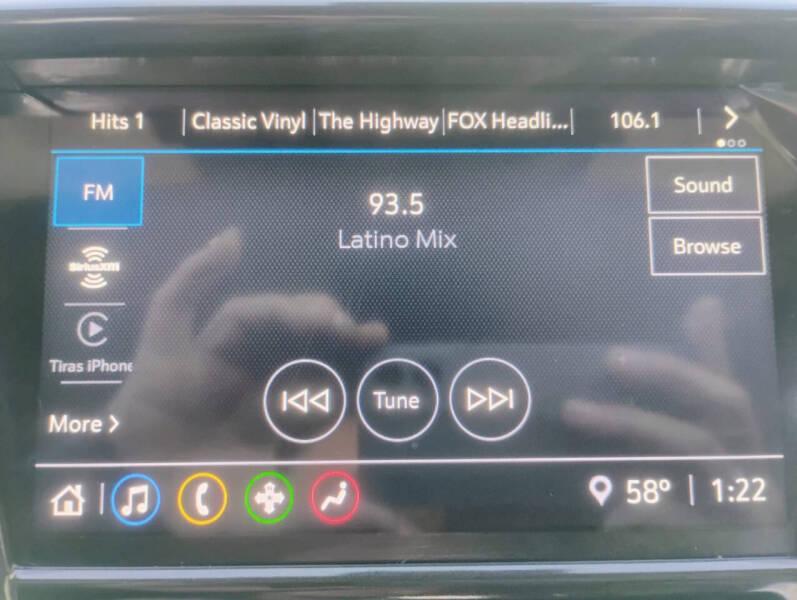 Hits 1 | Classic Vinyl | The Highway | FOX Headli... | 106.1
FM
93.5
Latino Mix
Sound
Browse
SiriusXM
Tiras iPhone
Tune
More
58° | 1:22